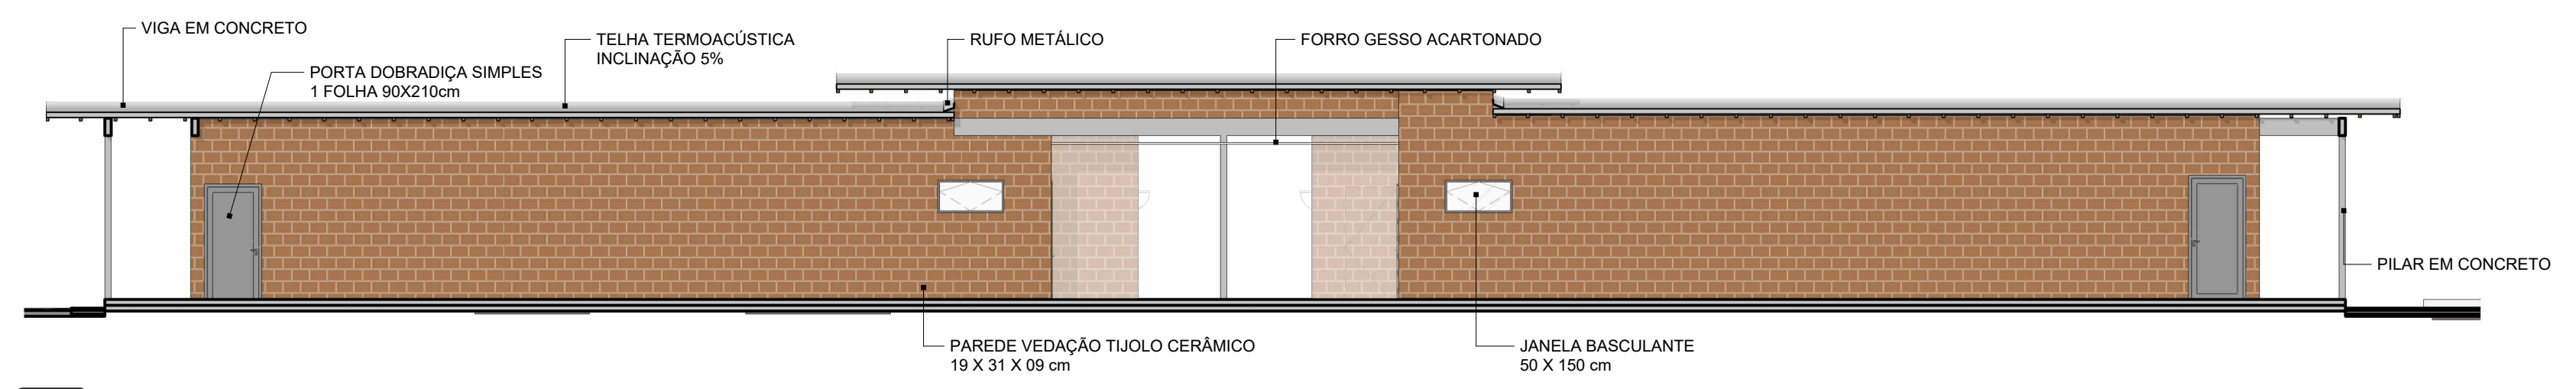 VIGA EM CONCRETO
PORTA DOBRADIÇA SIMPLES
1 FOLHA 90X210cm
TELHA TERMOACÚSTICA
INCLINAÇÃO 5%
RUFO METÁLICO
FORRO GESSO ACARTONADO
PILAR EM CONCRETO
PAREDE VEDAÇÃO TIJOLO CERÂMICO
19 X 31 X 09 cm
JANELA BASCULANTE
50 X 150 cm